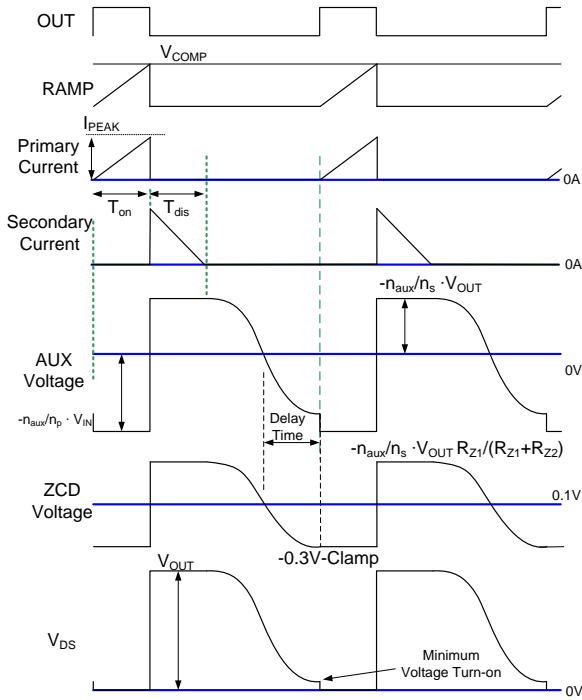 OUT
V_COMP
RAMP
I_PEAK
Primary
Current
0A
T_on
T_dis
Secondary
Current
0A
-n_aux/n_s · V_OUT
AUX
Voltage
0V
-n_aux/n_p · V_IN
Delay
Time
-n_aux/n_s · V_OUT R_Z1/(R_Z1+R_Z2)
ZCD
Voltage
0.1V
-0.3V-Clamp
V_OUT
V_DS
Minimum
Voltage Turn-on
0V